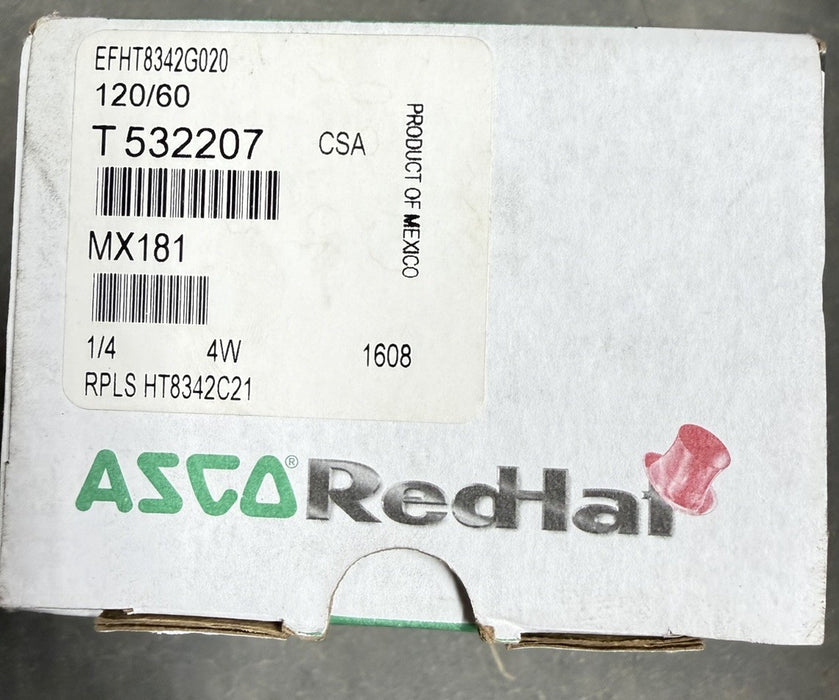 EFHT8342G020
120/60
T 532207 CSA
PRODUCT OF MEXICO
MX181
1/4 4W 1608
RPLS HT8342C21
ASCO® RedHat